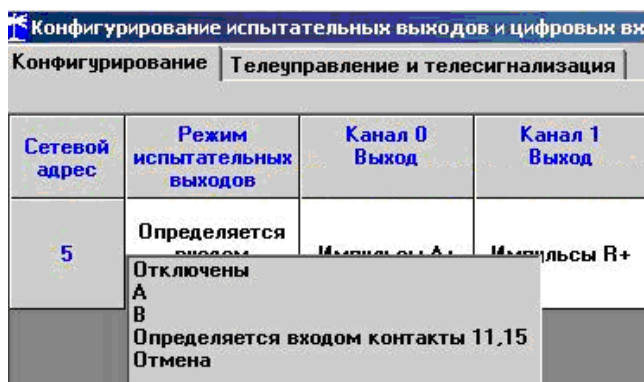 Конфигурирование испытательных выходов и цифровых вх
Конфигурирование Телеуправление и телесигнализация
Сетевой адрес
Режим испытательных выходов
Канал 0 Выход
Канал 1 Выход
5
Определяется
Импульсы R+
Отключены
A
B
Определяется входом контакты 11,15
Отмена